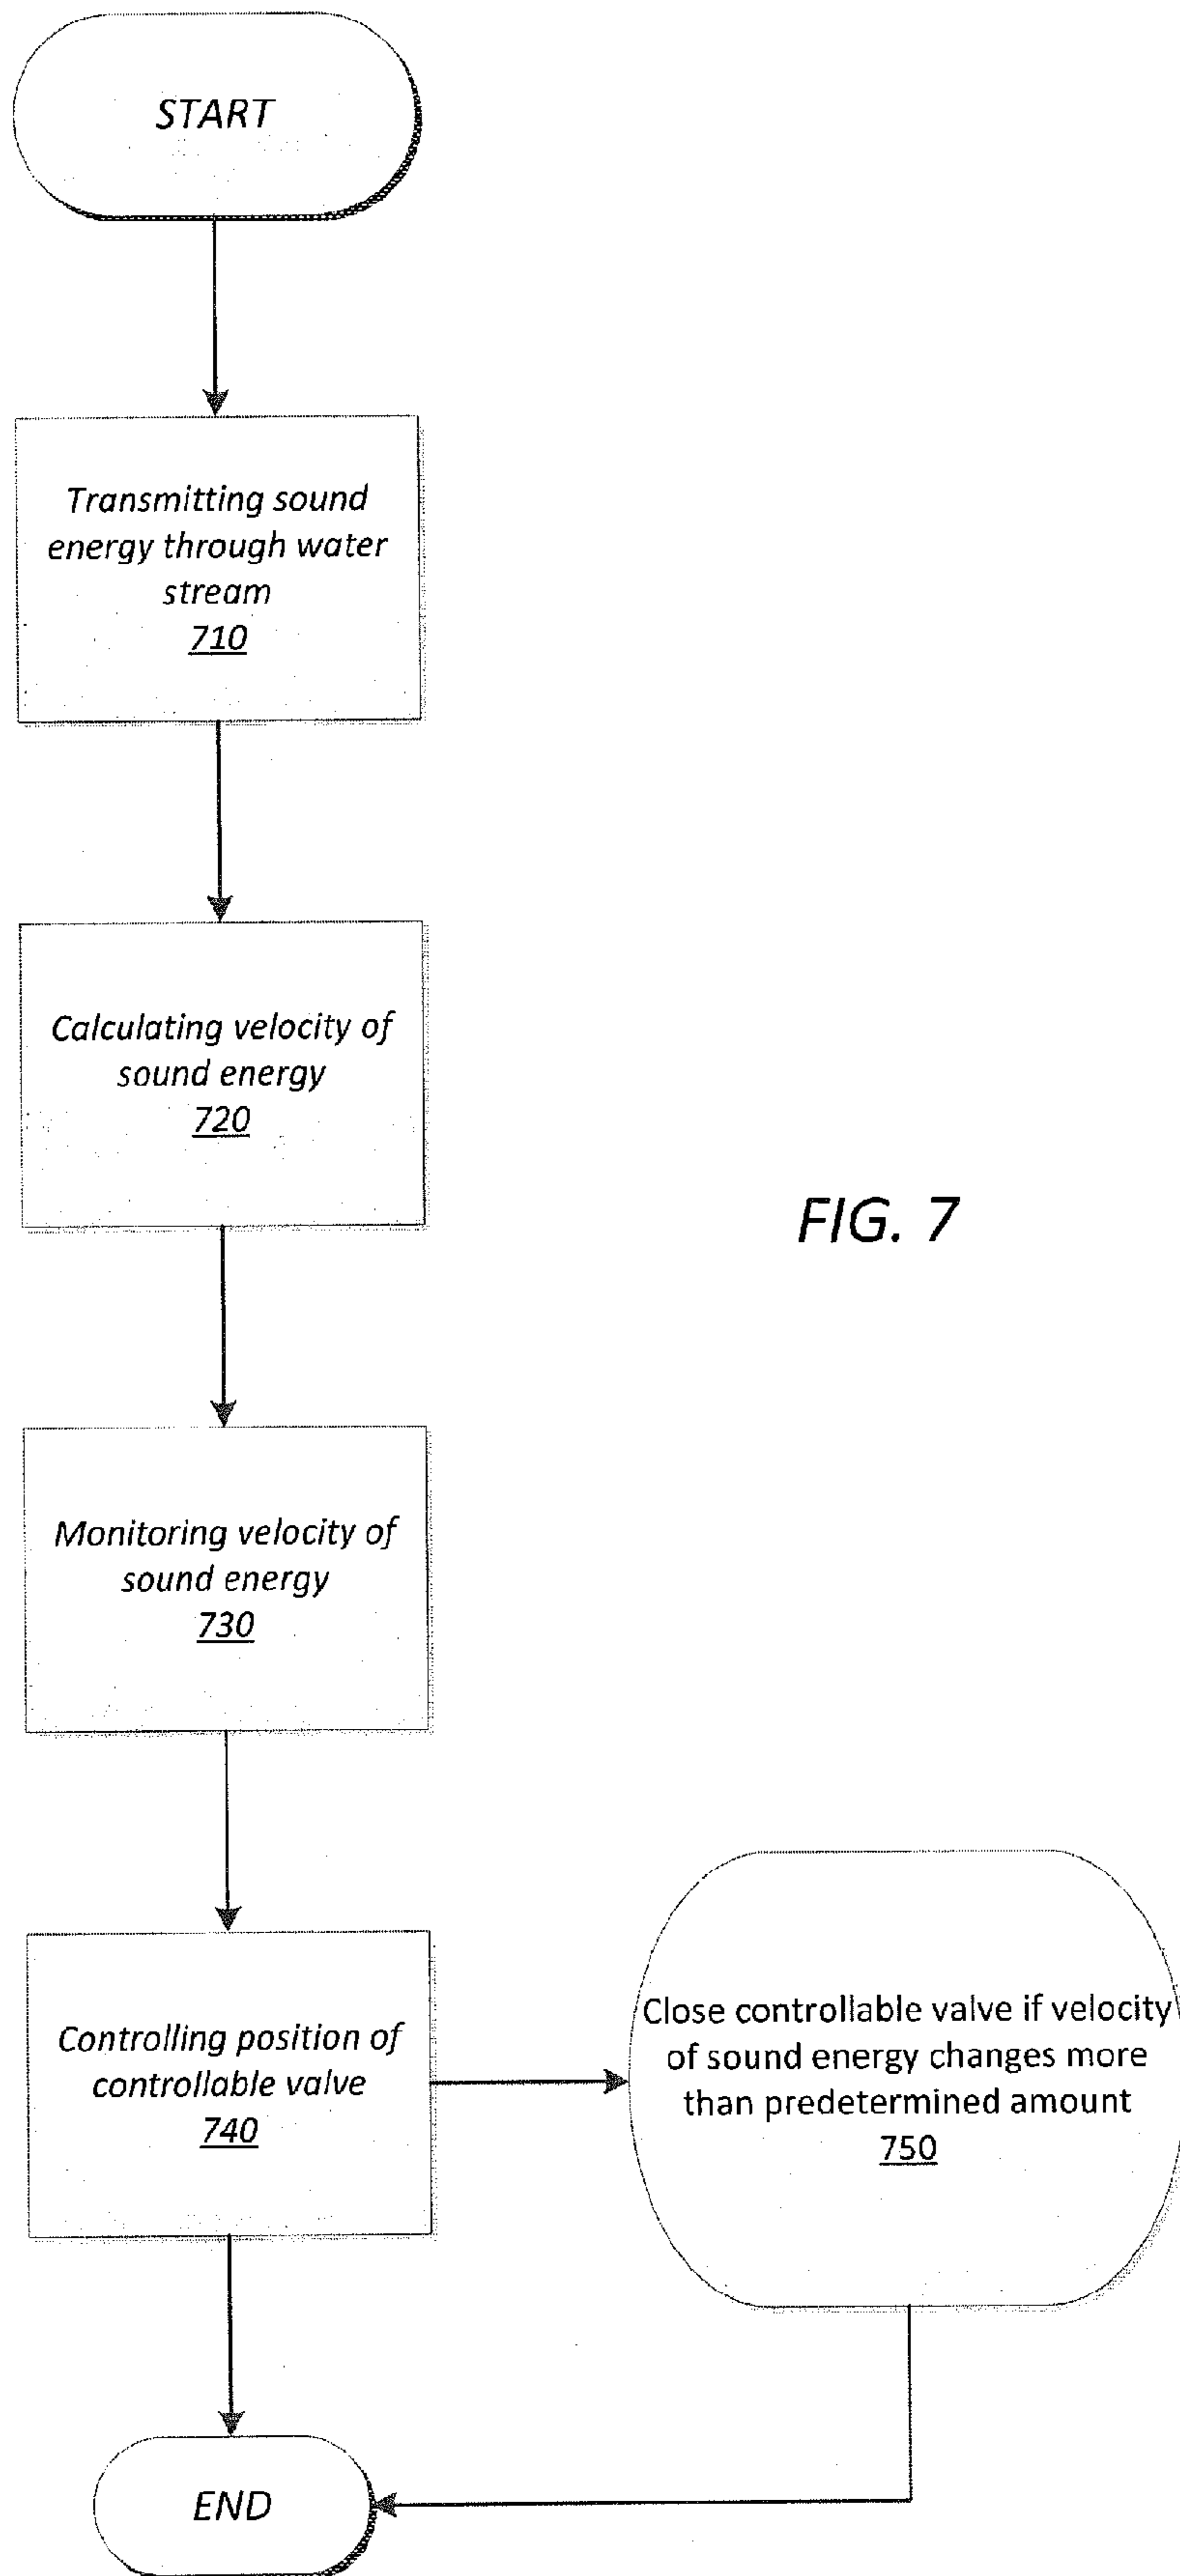 START
Transmitting sound
energy through water
stream
710
Calculating velocity of
sound energy
720
FIG. 7
Monitoring velocity of
sound energy
730
Controlling position of
controllable valve
740
Close controllable valve if velocity
of sound energy changes more
than predetermined amount
750
END